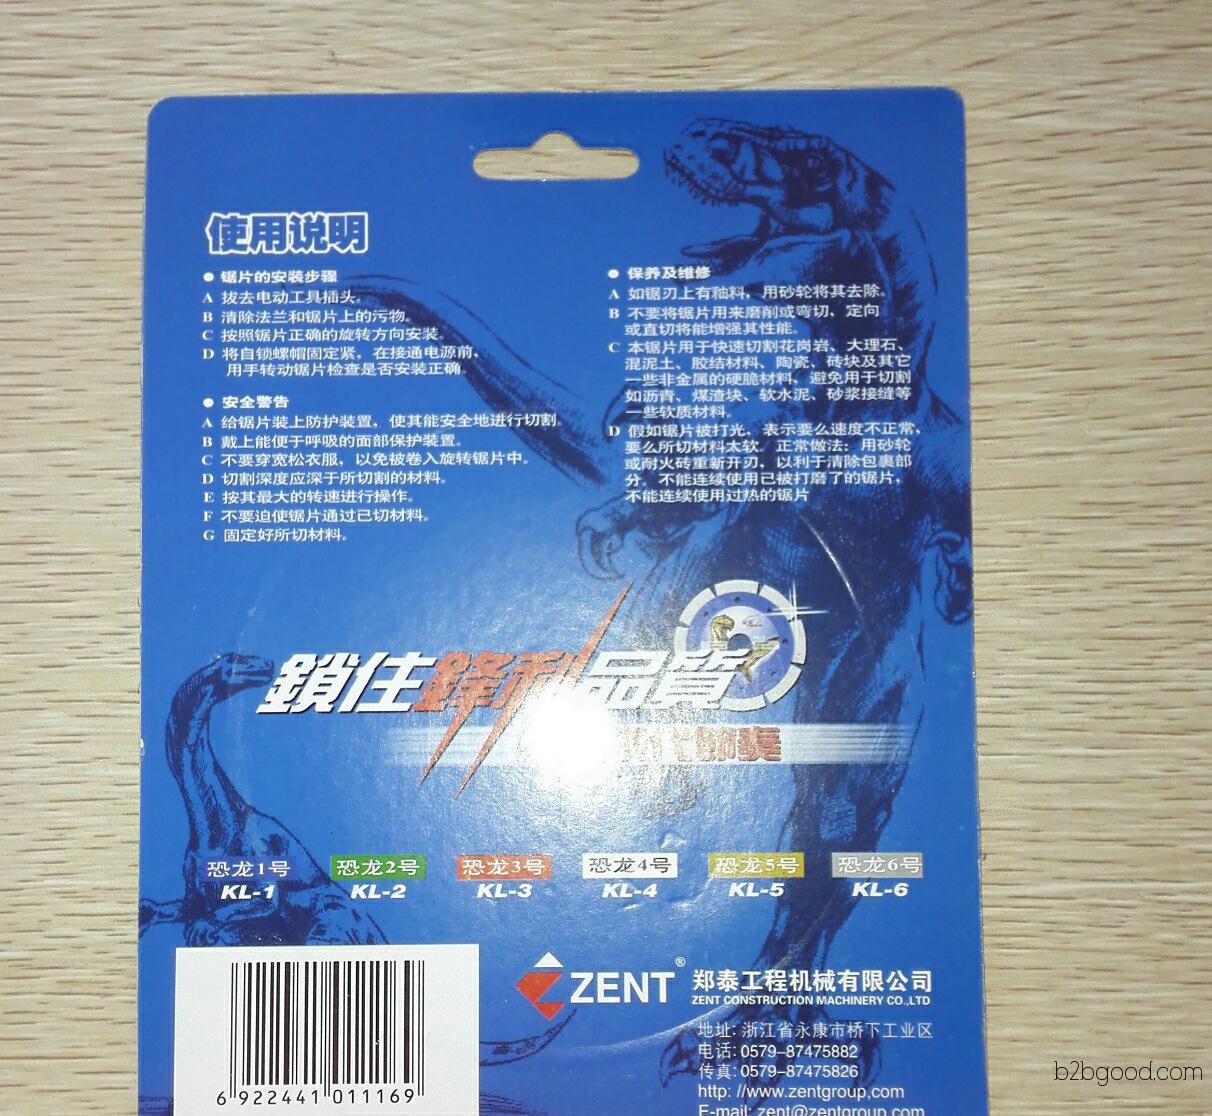 使用说明
● 锯片的安装步骤
A 拔去电动工具插头。
B 清除法兰和锯片上的污物。
C 按照锯片正确的旋转方向安装。
D 将自锁螺帽固定紧，在接通电源前，
用手转动锯片检查是否安装正确。
● 安全警告
A 给锯片装上防护装置，使其能安全地进行切割。
B 戴上能便于呼吸的面部保护装置。
C 不要穿宽松衣服，以免被卷入旋转锯片中。
D 切割深度应深于所切割的材料。
E 按其最大的转速进行操作。
F 不要迫使锯片通过已切材料。
G 固定好所切材料。
● 保养及维修
A 如锯刃上有釉料，用砂轮将其去除。
B 不要将锯片用来磨削或弯切，定向
或直切将能增强其性能。
C 本锯片用于快速切割花岗岩、大理石、
混泥土、胶结材料、陶瓷、砖块及其它
一些非金属的硬脆材料，避免用于切割
如沥青、煤渣块、软水泥、砂浆接缝等
一些软质材料。
D 假如锯片被打光，表示要么速度不正常，
要么所切材料太软。正常做法：用砂轮
或耐火砖重新开刃，以利于清除包裹部
分。不能连续使用已被打磨了的锯片，
不能连续使用过热的锯片
鎖住鋒利品質
恐龙1号 恐龙2号 恐龙3号 恐龙4号 恐龙5号 恐龙6号
KL-1 KL-2 KL-3 KL-4 KL-5 KL-6
ZENT® 郑泰工程机械有限公司
ZENT CONSTRUCTION MACHINERY CO.,LTD
地址: 浙江省永康市桥下工业区
电话: 0579-87475882
传真: 0579-87475826
http: //www.zentgroup.com
E-mail: zent@zentgroup.com
6 922441 011169
b2bgood.com